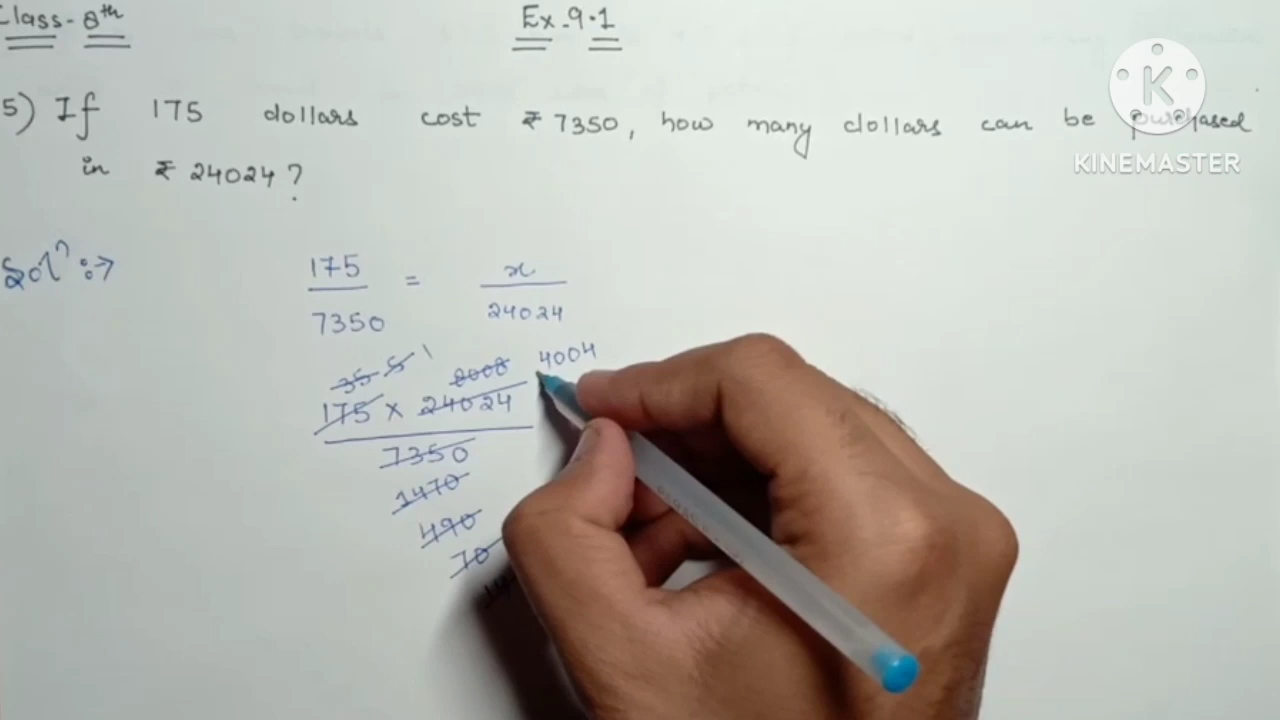 Class - 8th
Ex - 9.1
K
KINEMASTER
5) If 175 dollars cost ₹ 7350, how many dollars can be purchased
in ₹ 24024?
Solⁿ :→
175 = x
7350 24024
35 5 1 8008 4004
175 x 24024
7350
1470
490
70